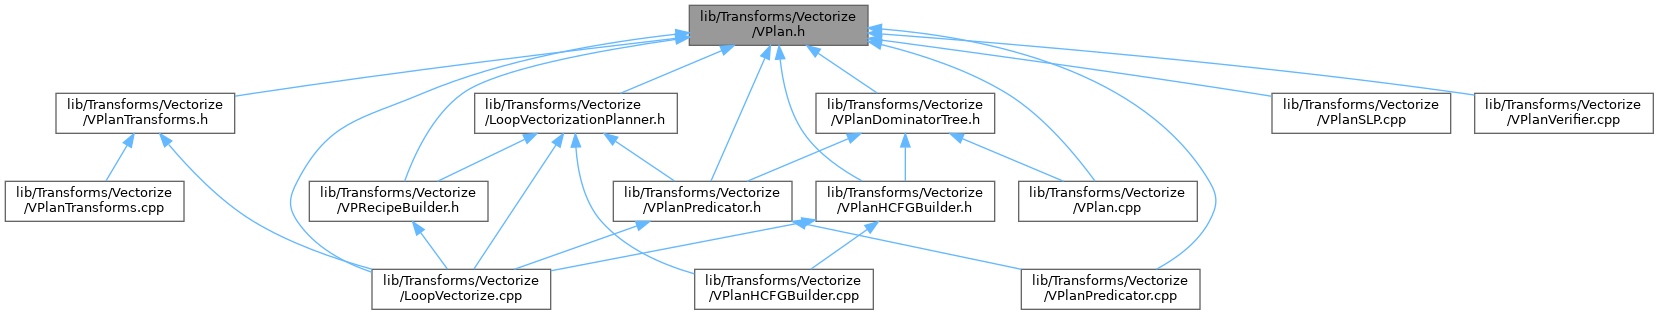 lib/Transforms/Vectorize
/VPlan.h
lib/Transforms/Vectorize
/VPlanTransforms.h
lib/Transforms/Vectorize
/LoopVectorizationPlanner.h
lib/Transforms/Vectorize
/VPlanDominatorTree.h
lib/Transforms/Vectorize
/VPlanSLP.cpp
lib/Transforms/Vectorize
/VPlanVerifier.cpp
lib/Transforms/Vectorize
/VPlanTransforms.cpp
lib/Transforms/Vectorize
/VPRecipeBuilder.h
lib/Transforms/Vectorize
/VPlanPredicator.h
lib/Transforms/Vectorize
/VPlanHCFGBuilder.h
lib/Transforms/Vectorize
/VPlan.cpp
lib/Transforms/Vectorize
/LoopVectorize.cpp
lib/Transforms/Vectorize
/VPlanHCFGBuilder.cpp
lib/Transforms/Vectorize
/VPlanPredicator.cpp